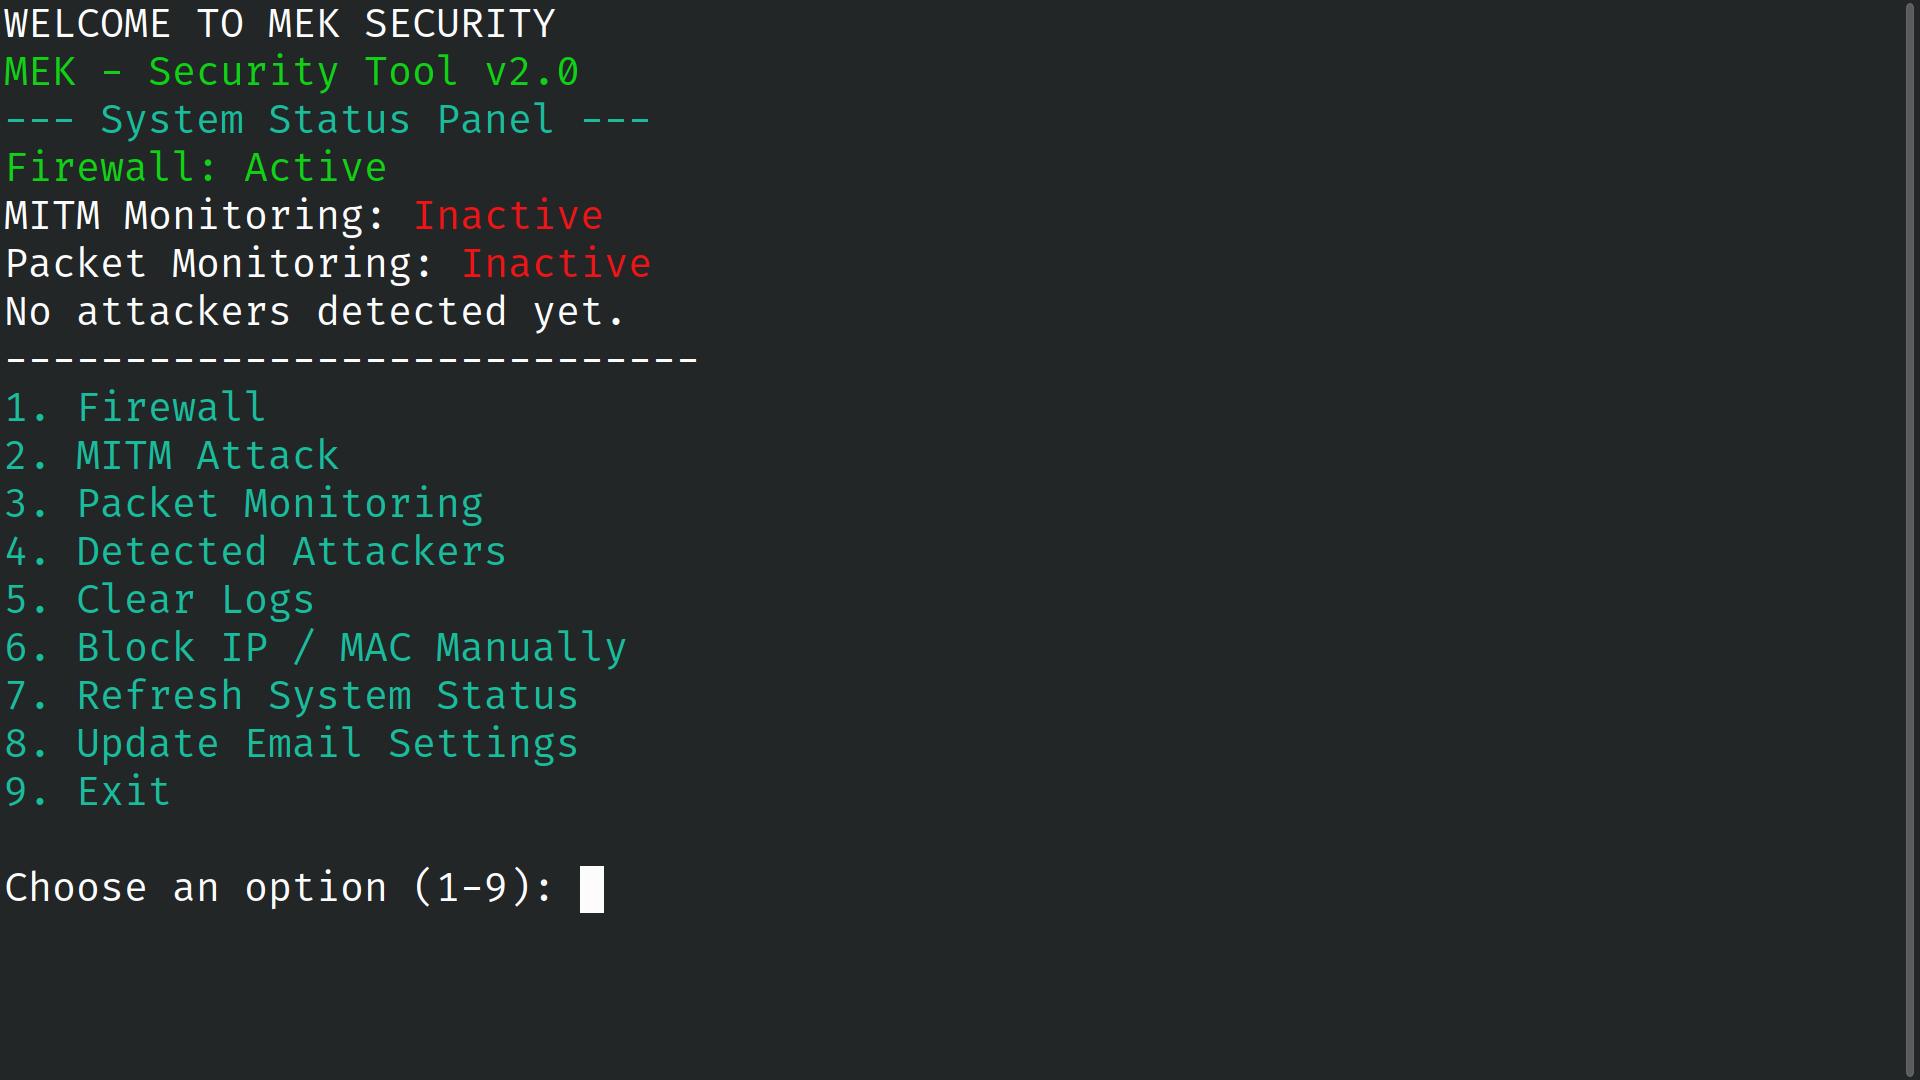 WELCOME TO MEK SECURITY
MEK - Security Tool v2.0
--- System Status Panel ---
Firewall: Active
MITM Monitoring: Inactive
Packet Monitoring: Inactive
No attackers detected yet.
-----------------------------
1. Firewall
2. MITM Attack
3. Packet Monitoring
4. Detected Attackers
5. Clear Logs
6. Block IP / MAC Manually
7. Refresh System Status
8. Update Email Settings
9. Exit
Choose an option (1-9):